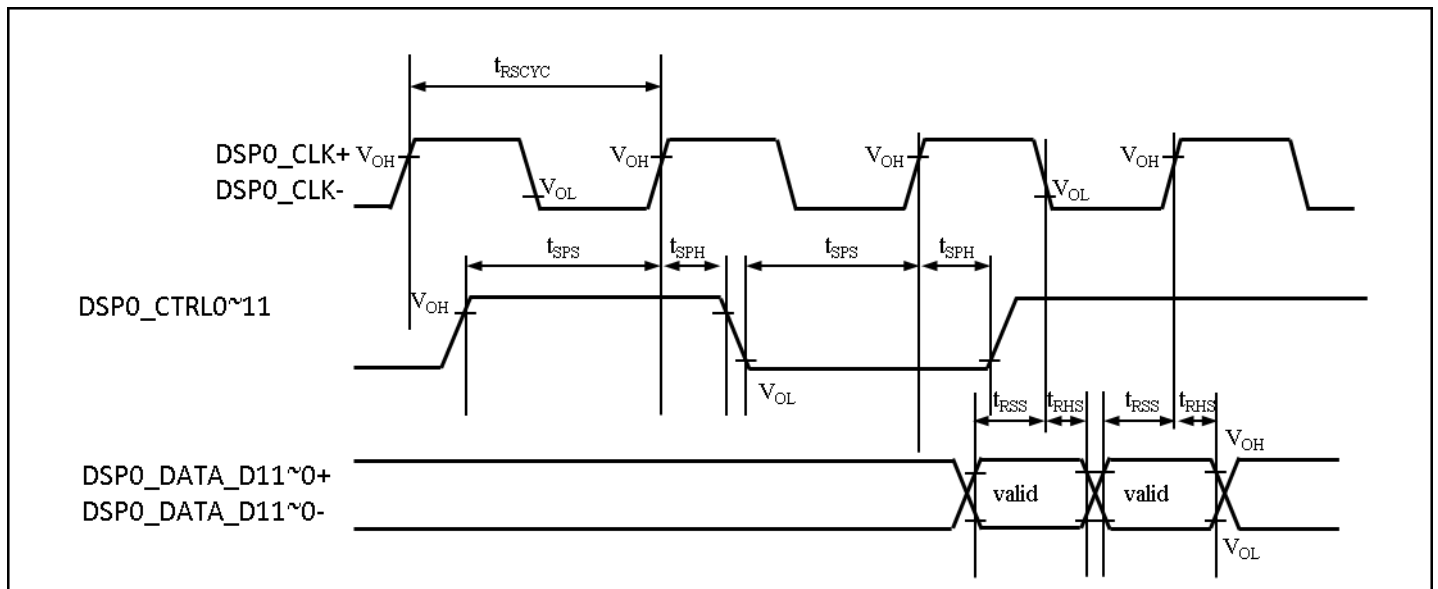 tRSCYC
DSP0_CLK+ VOH VOH VOH VOH
DSP0_CLK- VOL VOL
tSPS tSPH tSPS tSPH
DSP0_CTRL0~11 VOH
VOL
tRSS tRHS tRSS tRHS
VOH
DSP0_DATA_D11~0+
valid valid
DSP0_DATA_D11~0-
VOL